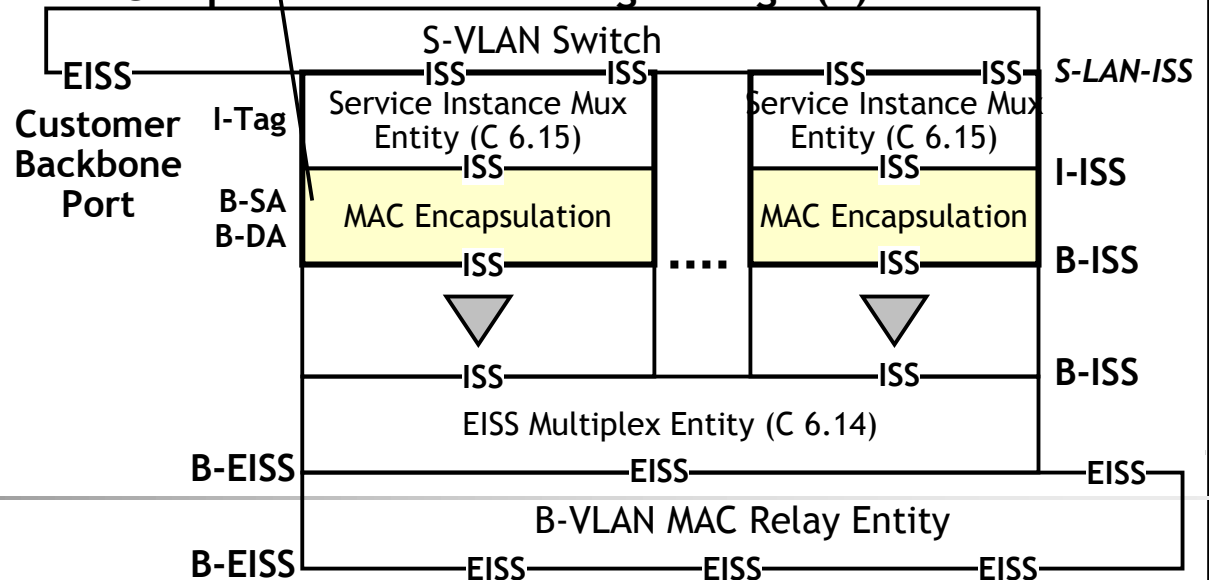 S-VLAN Switch
EISS
ISS
ISS
ISS
ISS
S-LAN-ISS
Customer
Backbone
Port
I-Tag
Service Instance Mux
Entity (C 6.15)
Service Instance Mux
Entity (C 6.15)
ISS
ISS
I-ISS
B-SA
B-DA
MAC Encapsulation
MAC Encapsulation
ISS
....
ISS
B-ISS
ISS
ISS
B-ISS
EISS Multiplex Entity (C 6.14)
B-EISS
EISS
EISS
B-VLAN MAC Relay Entity
B-EISS
EISS
EISS
EISS